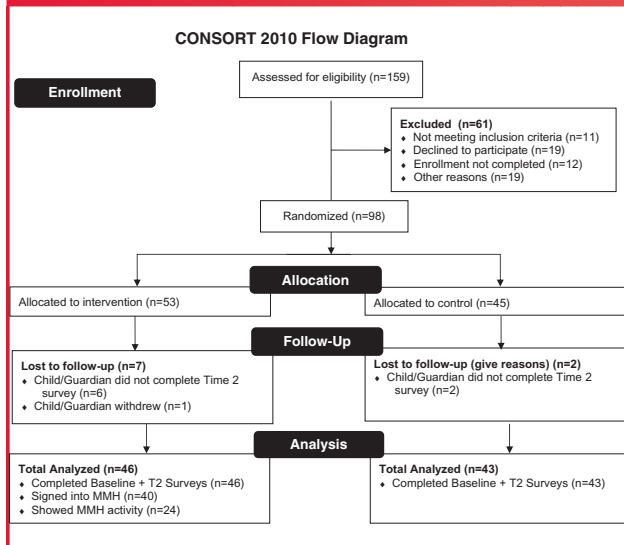 CONSORT 2010 Flow Diagram
Assessed for eligibility (n=159)
Enrollment
Excluded (n=61)
♦ Not meeting inclusion criteria (n=11)
♦ Declined to participate (n=19)
♦ Enrollment not completed (n=12)
♦ Other reasons (n=19)
Randomized (n=98)
Allocation
Allocated to intervention (n=53)
Allocated to control (n=45)
Follow-Up
Lost to follow-up (n=7)
♦ Child/Guardian did not complete Time 2
survey (n=6)
♦ Child/Guardian withdrew (n=1)
Lost to follow-up (give reasons) (n=2)
♦ Child/Guardian did not complete Time 2
survey (n=2)
Analysis
Total Analyzed (n=46)
♦ Completed Baseline + T2 Surveys (n=46)
♦ Signed into MMH (n=40)
♦ Showed MMH activity (n=24)
Total Analyzed (n=43)
♦ Completed Baseline + T2 Surveys (n=43)